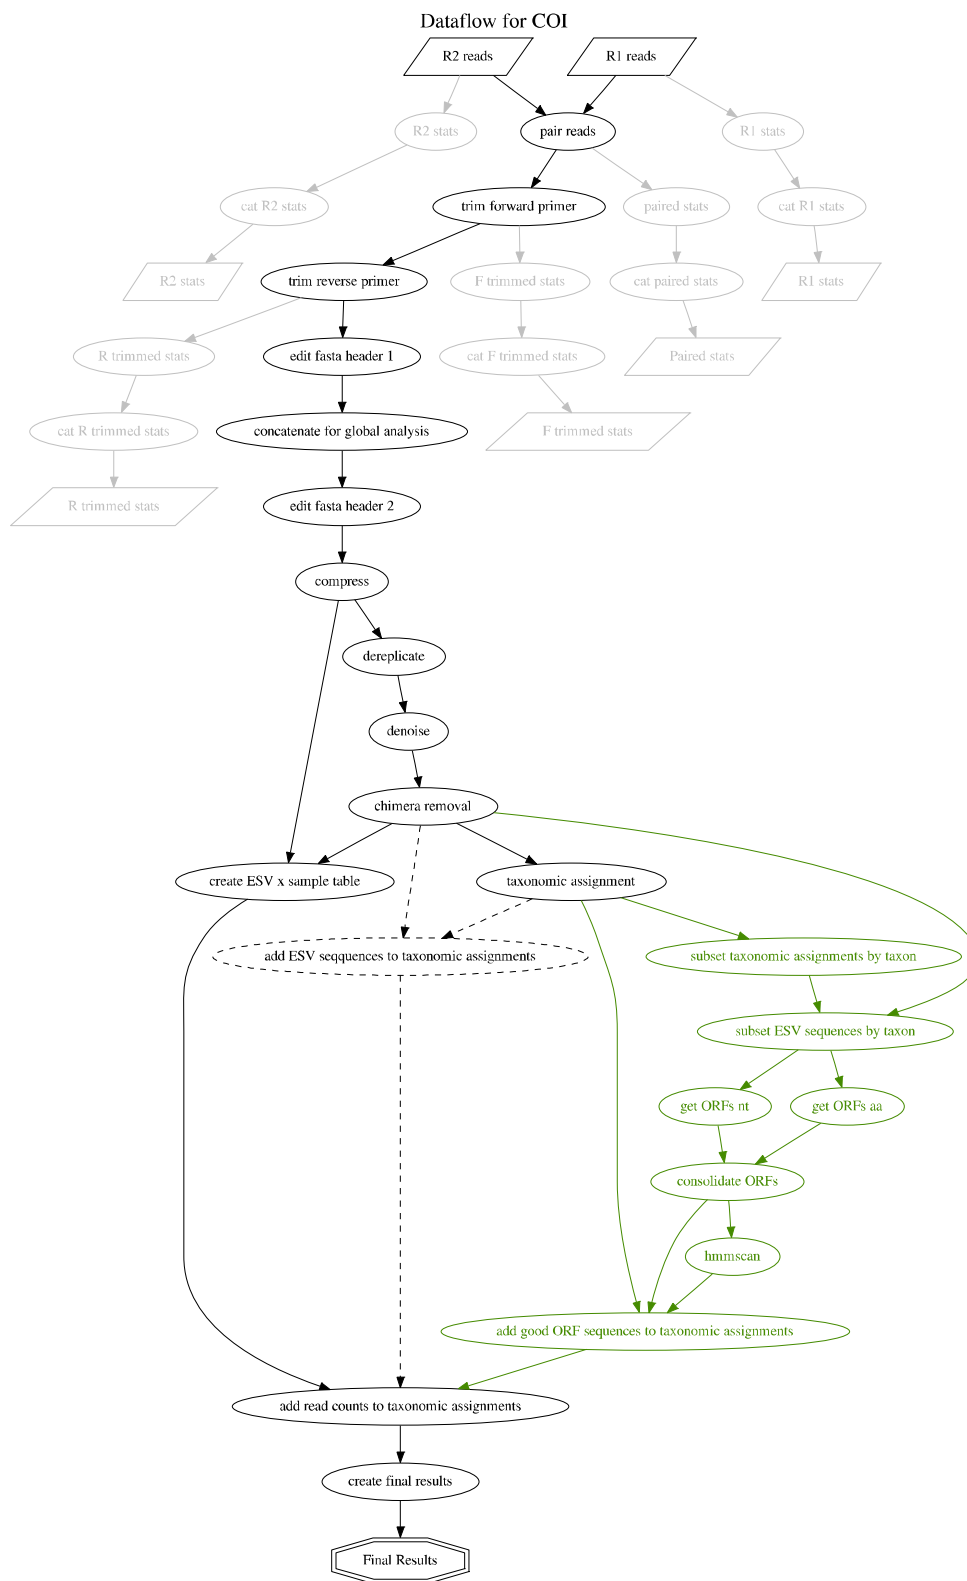 Dataflow for COI
R2 reads
R1 reads
R2 stats
pair reads
R1 stats
cat R2 stats
trim forward primer
paired stats
cat R1 stats
R2 stats
trim reverse primer
F trimmed stats
cat paired stats
R1 stats
R trimmed stats
edit fasta header 1
cat F trimmed stats
Paired stats
cat R trimmed stats
concatenate for global analysis
F trimmed stats
R trimmed stats
edit fasta header 2
compress
dereplicate
denoise
chimera removal
create ESV x sample table
taxonomic assignment
add ESV seqquences to taxonomic assignments
subset taxonomic assignments by taxon
subset ESV sequences by taxon
get ORFs nt
get ORFs aa
consolidate ORFs
hmmscan
add good ORF sequences to taxonomic assignments
add read counts to taxonomic assignments
create final results
Final Results